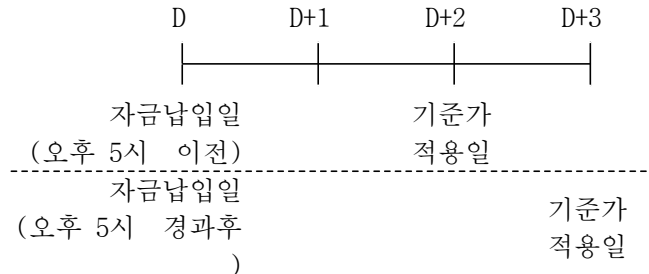 D D+1 D+2 D+3
자금납입일 기준가
(오후 5시 이전) 적용일
자금납입일
(오후 5시 경과후
)
기준가
적용일